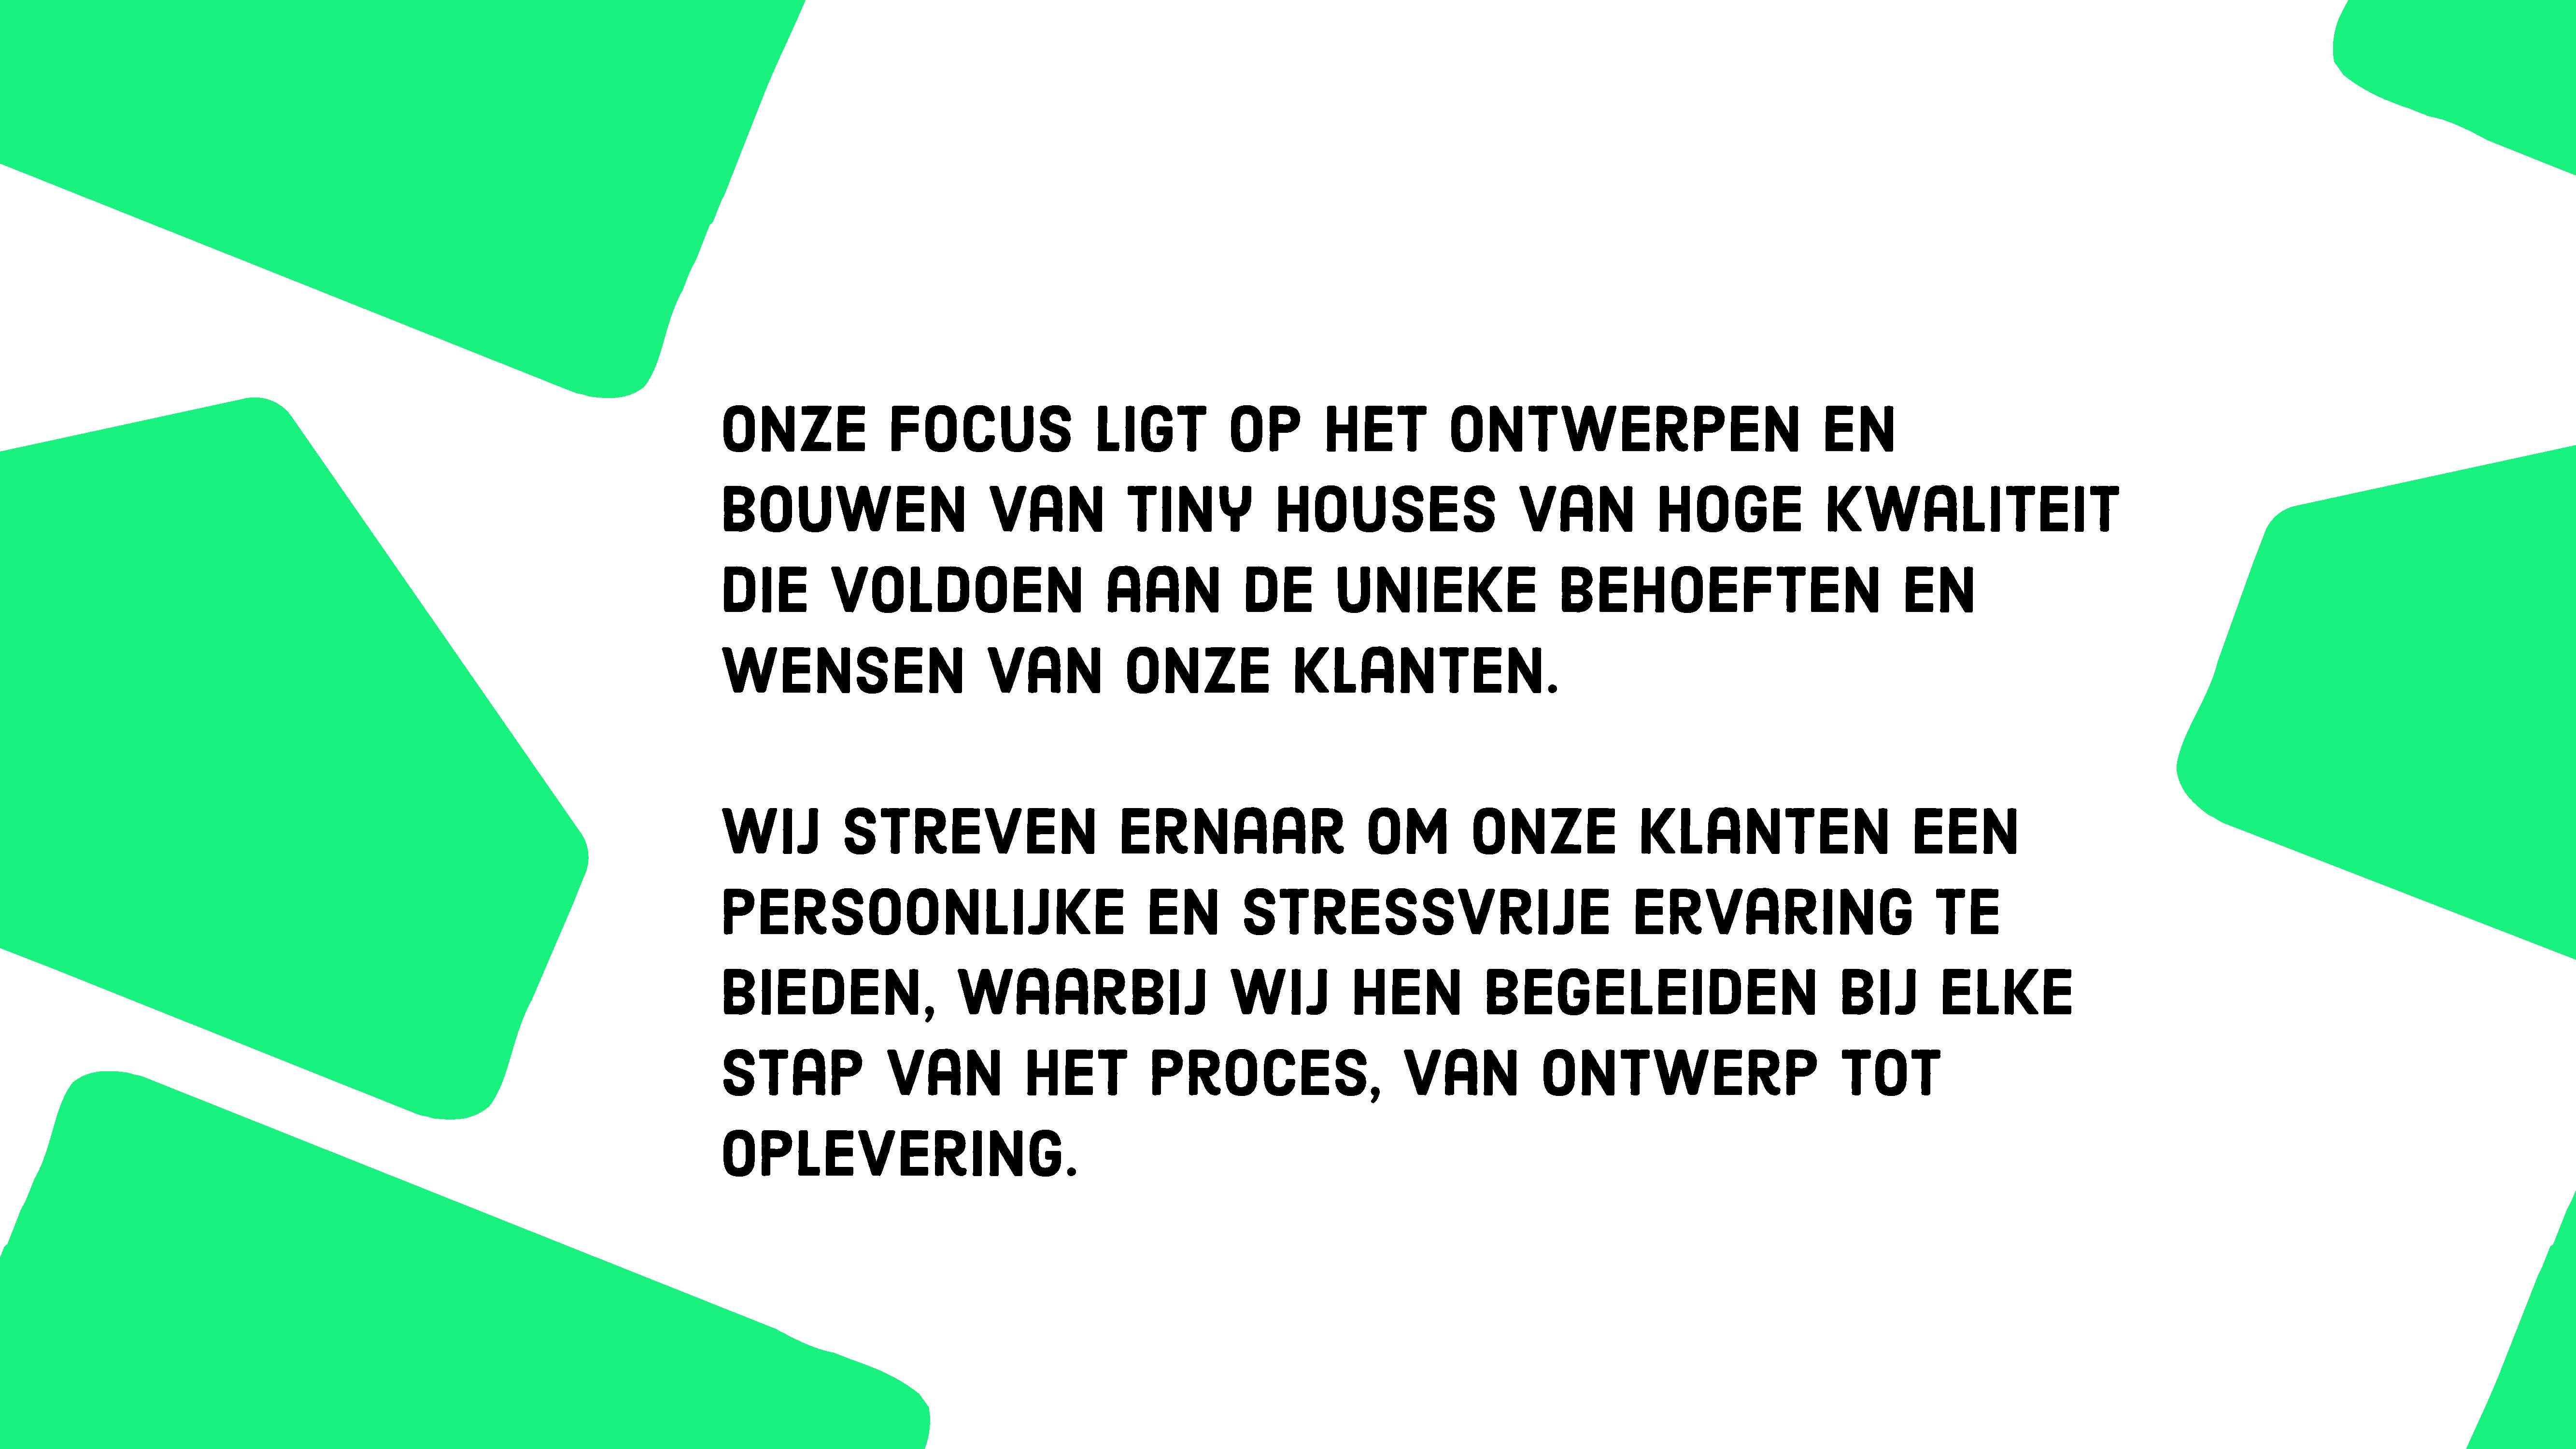 ONZE FOCUS LIGT OP HET ONTWERPEN EN
BOUWEN VAN TINY HOUSES VAN HOGE KWALITEIT
DIE VOLDOEN AAN DE UNIEKE BEHOEFTEN EN
WENSEN VAN ONZE KLANTEN.
WIJ STREVEN ERNAAR OM ONZE KLANTEN EEN
PERSOONLIJKE EN STRESSVRIJE ERVARING TE
BIEDEN, WAARBIJ WIJ HEN BEGELEIDEN BIJ ELKE
STAP VAN HET PROCES, VAN ONTWERP TOT
OPLEVERING.